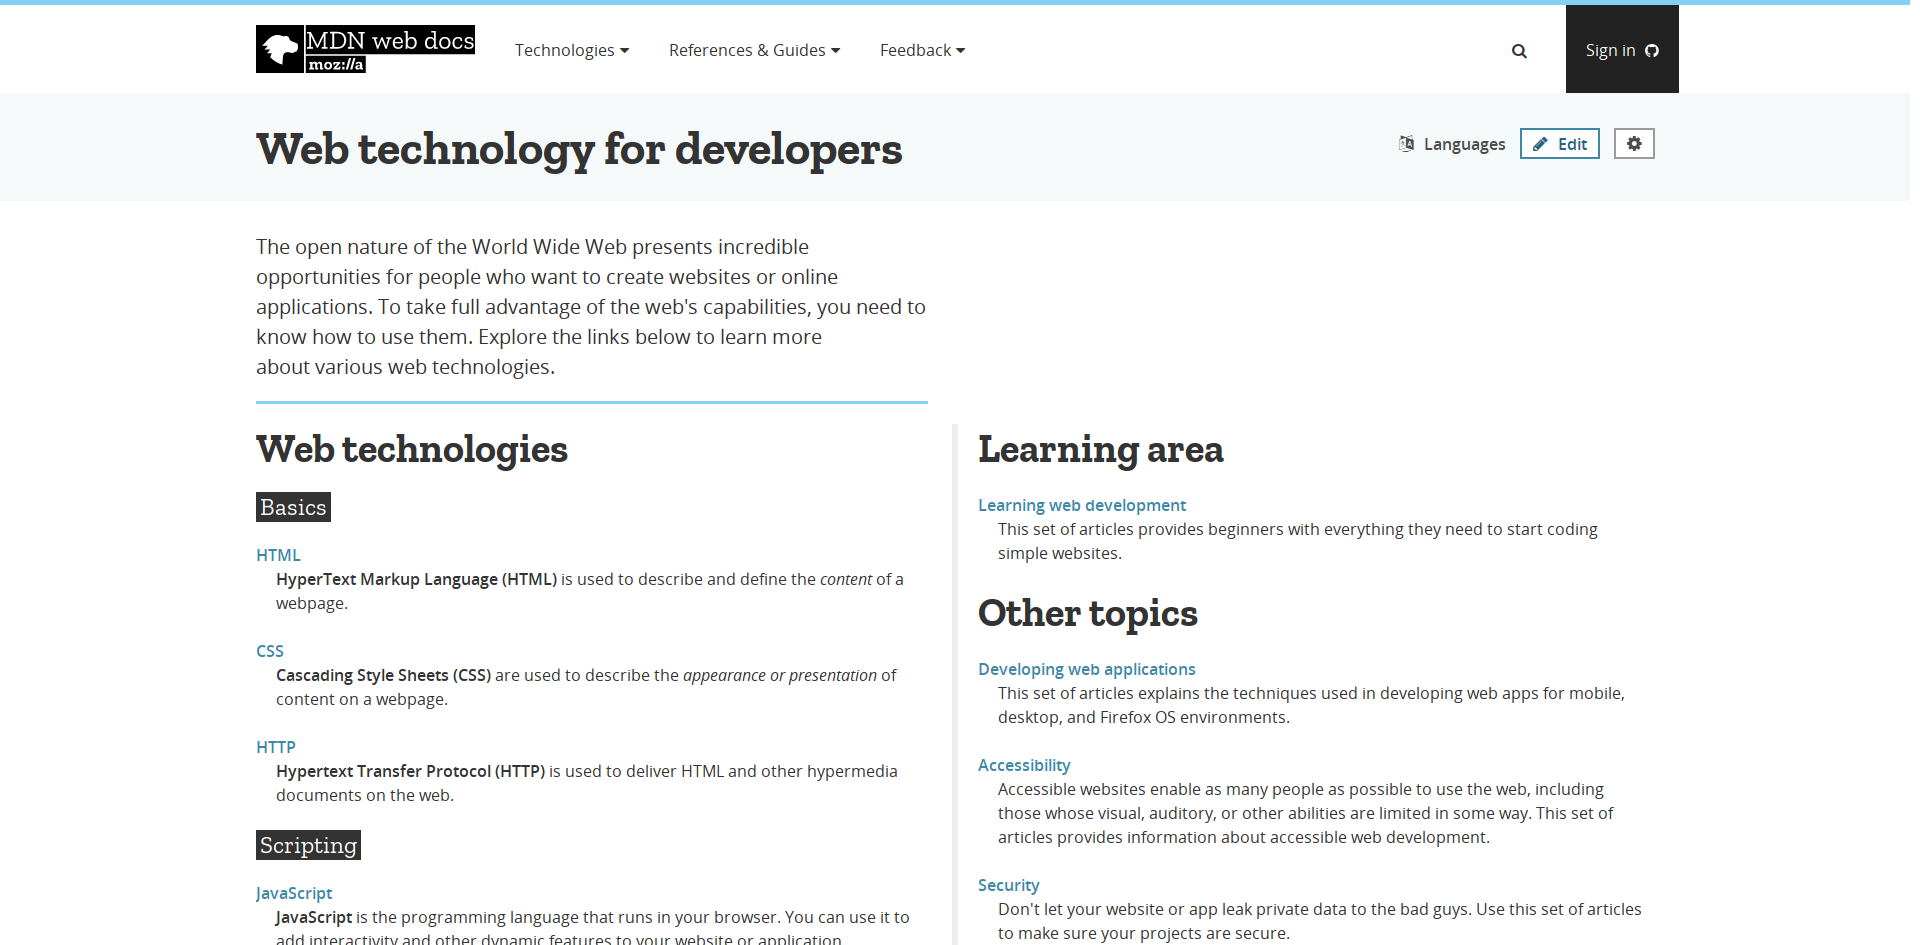 MDN web docs
moz://a
Technologies
References & Guides
Feedback
Sign in
Web technology for developers
Languages
Edit
The open nature of the World Wide Web presents incredible
opportunities for people who want to create websites or online
applications. To take full advantage of the web's capabilities, you need to
know how to use them. Explore the links below to learn more
about various web technologies.
Web technologies
Basics
HTML
HyperText Markup Language (HTML) is used to describe and define the content of a
webpage.
CSS
Cascading Style Sheets (CSS) are used to describe the appearance or presentation of
content on a webpage.
HTTP
Hypertext Transfer Protocol (HTTP) is used to deliver HTML and other hypermedia
documents on the web.
Scripting
JavaScript
JavaScript is the programming language that runs in your browser. You can use it to
add interactivity and other dynamic features to your website or application.
Learning area
Learning web development
This set of articles provides beginners with everything they need to start coding
simple websites.
Other topics
Developing web applications
This set of articles explains the techniques used in developing web apps for mobile,
desktop, and Firefox OS environments.
Accessibility
Accessible websites enable as many people as possible to use the web, including
those whose visual, auditory, or other abilities are limited in some way. This set of
articles provides information about accessible web development.
Security
Don't let your website or app leak private data to the bad guys. Use this set of articles
to make sure your projects are secure.